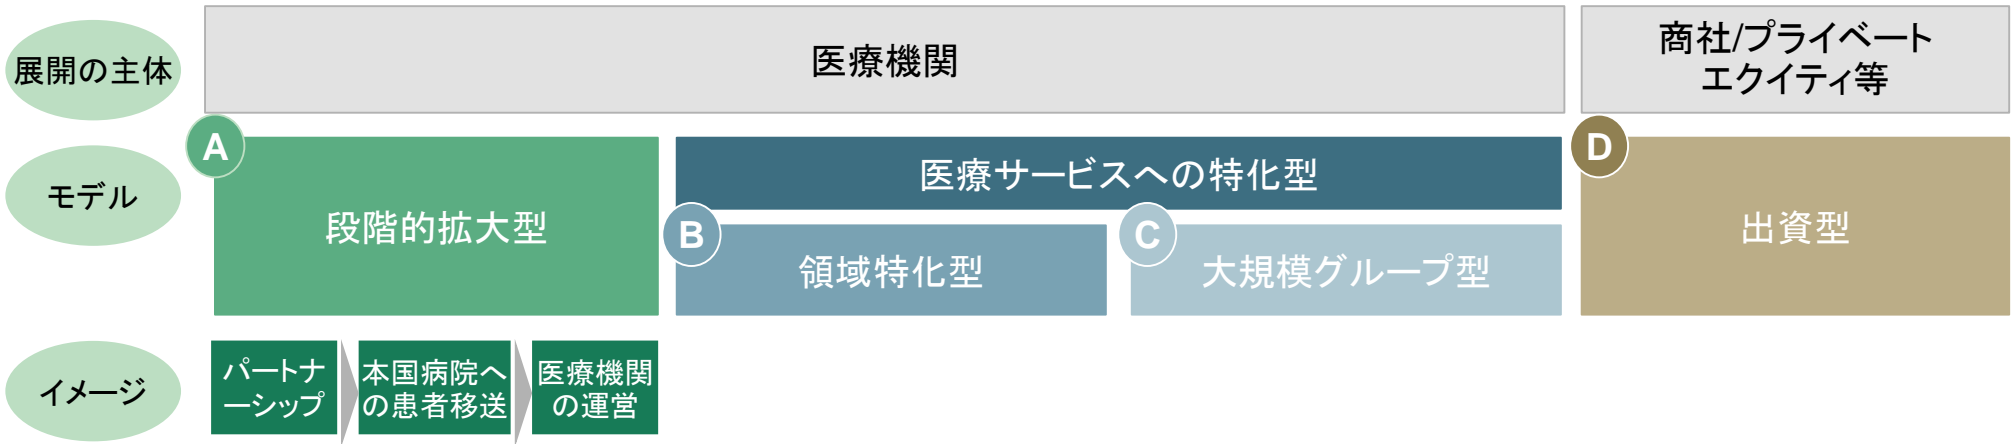 展開の主体
医療機関
商社/プライベート
エクイティ等
モデル
A
段階的拡大型
医療サービスへの特化型
B
領域特化型
C
大規模グループ型
D
出資型
イメージ
パートナ
ーシップ
本国病院へ
の患者移送
医療機関
の運営